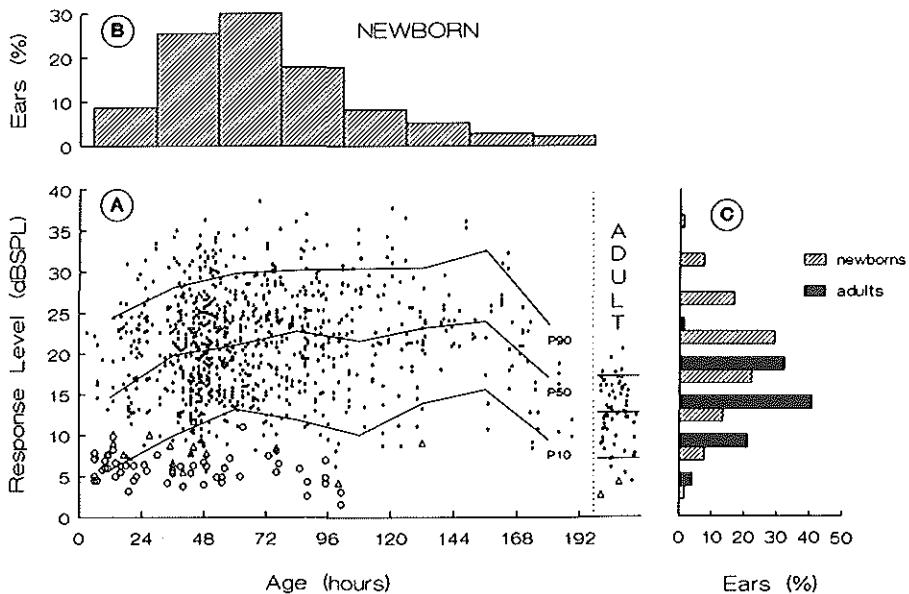 30
20
10
0
Ears (%)
B
NEWBORN
40
35
30
25
20
15
10
5
0
Response Level (dBSPL)
A
P90
P50
P10
ADULT
0 24 48 72 96 120 144 168 192
Age (hours)
C
newborns
adults
0 10 20 30 40 50
Ears (%)